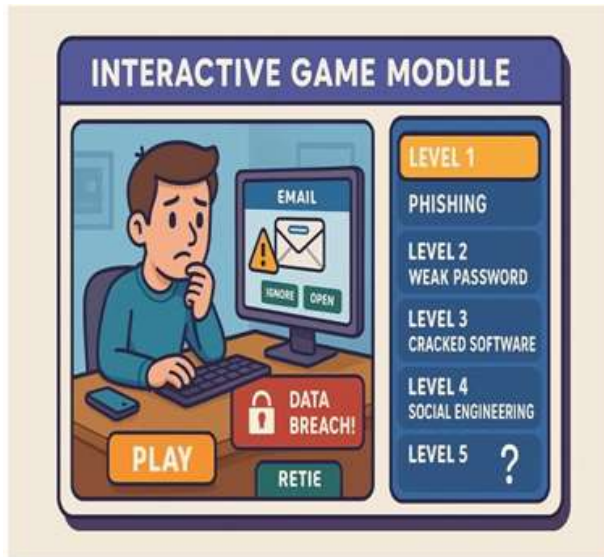 INTERACTIVE GAME MODULE
EMAIL
IGNORE
OPEN
DATA
BREACH!
PLAY
RETIE
LEVEL 1
PHISHING
LEVEL 2
WEAK PASSWORD
LEVEL 3
CRACKED SOFTWARE
LEVEL 4
SOCIAL ENGINEERING
LEVEL 5 ?